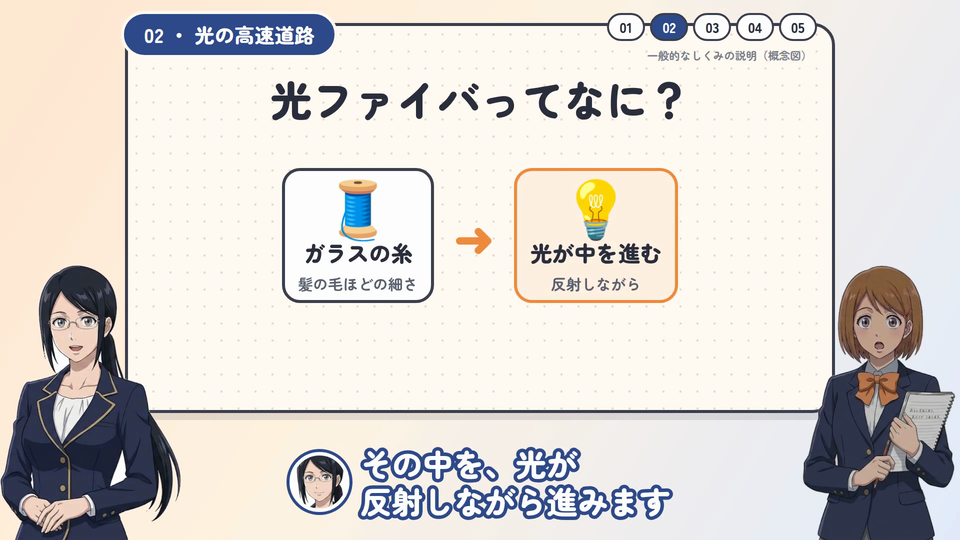 02 ・ 光の高速道路
01 02 03 04 05
一般的なしくみの説明（概念図）
光ファイバってなに？
ガラスの糸
髪の毛ほどの細さ
光が中を進む
反射しながら
その中を、光が
反射しながら進みます